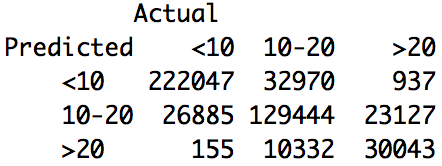 Actual
Predicted <10 10-20 >20
<10 222047 32970 937
10-20 26885 129444 23127
>20 155 10332 30043